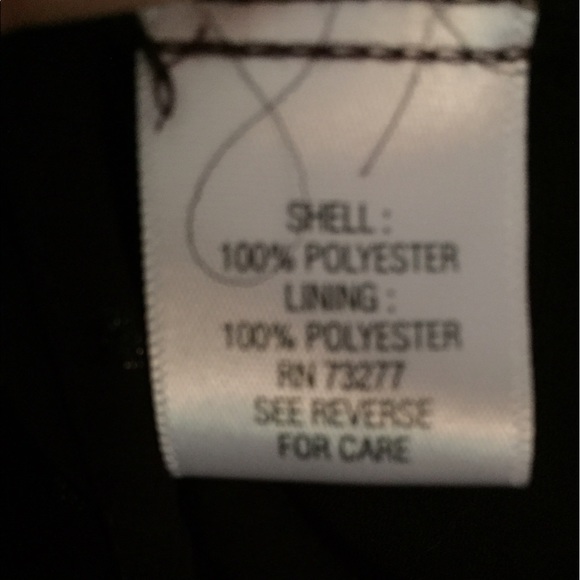 SHELL :
100% POLYESTER
LINING :
100% POLYESTER
RN 73277
SEE REVERSE
FOR CARE